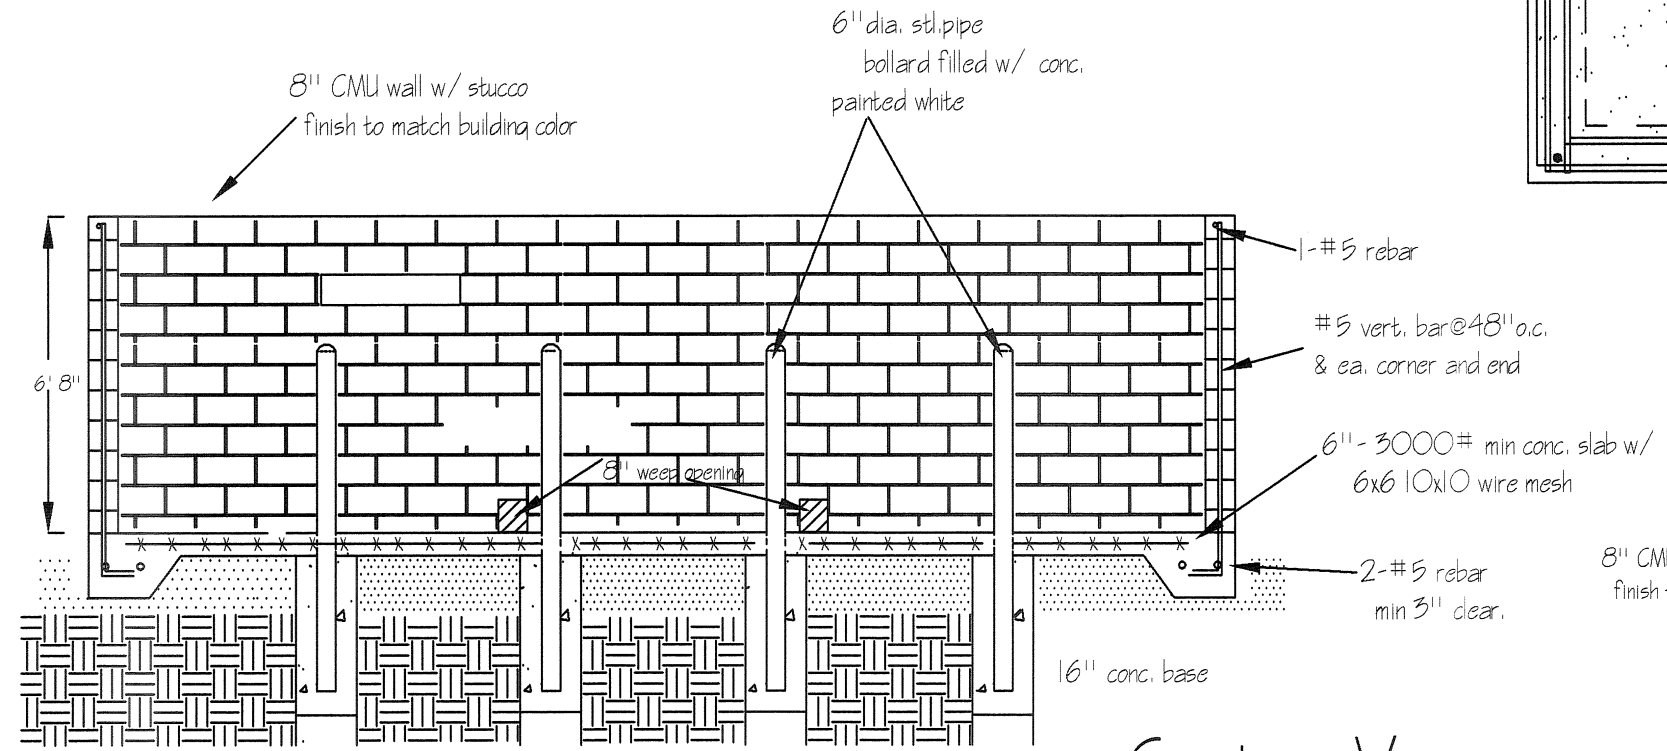 6" dia. stl.pipe
bollard filled w/ conc.
painted white
8" CMU wall w/ stucco
finish to match building color
1-#5 rebar
#5 vert. bar@48"o.c.
& ea. corner and end
6' 8"
6"-3000# min conc. slab w/
6x6 10x10 wire mesh
8" weep opening
2-#5 rebar
min 3" clear.
8" CM
finish
16" conc. base